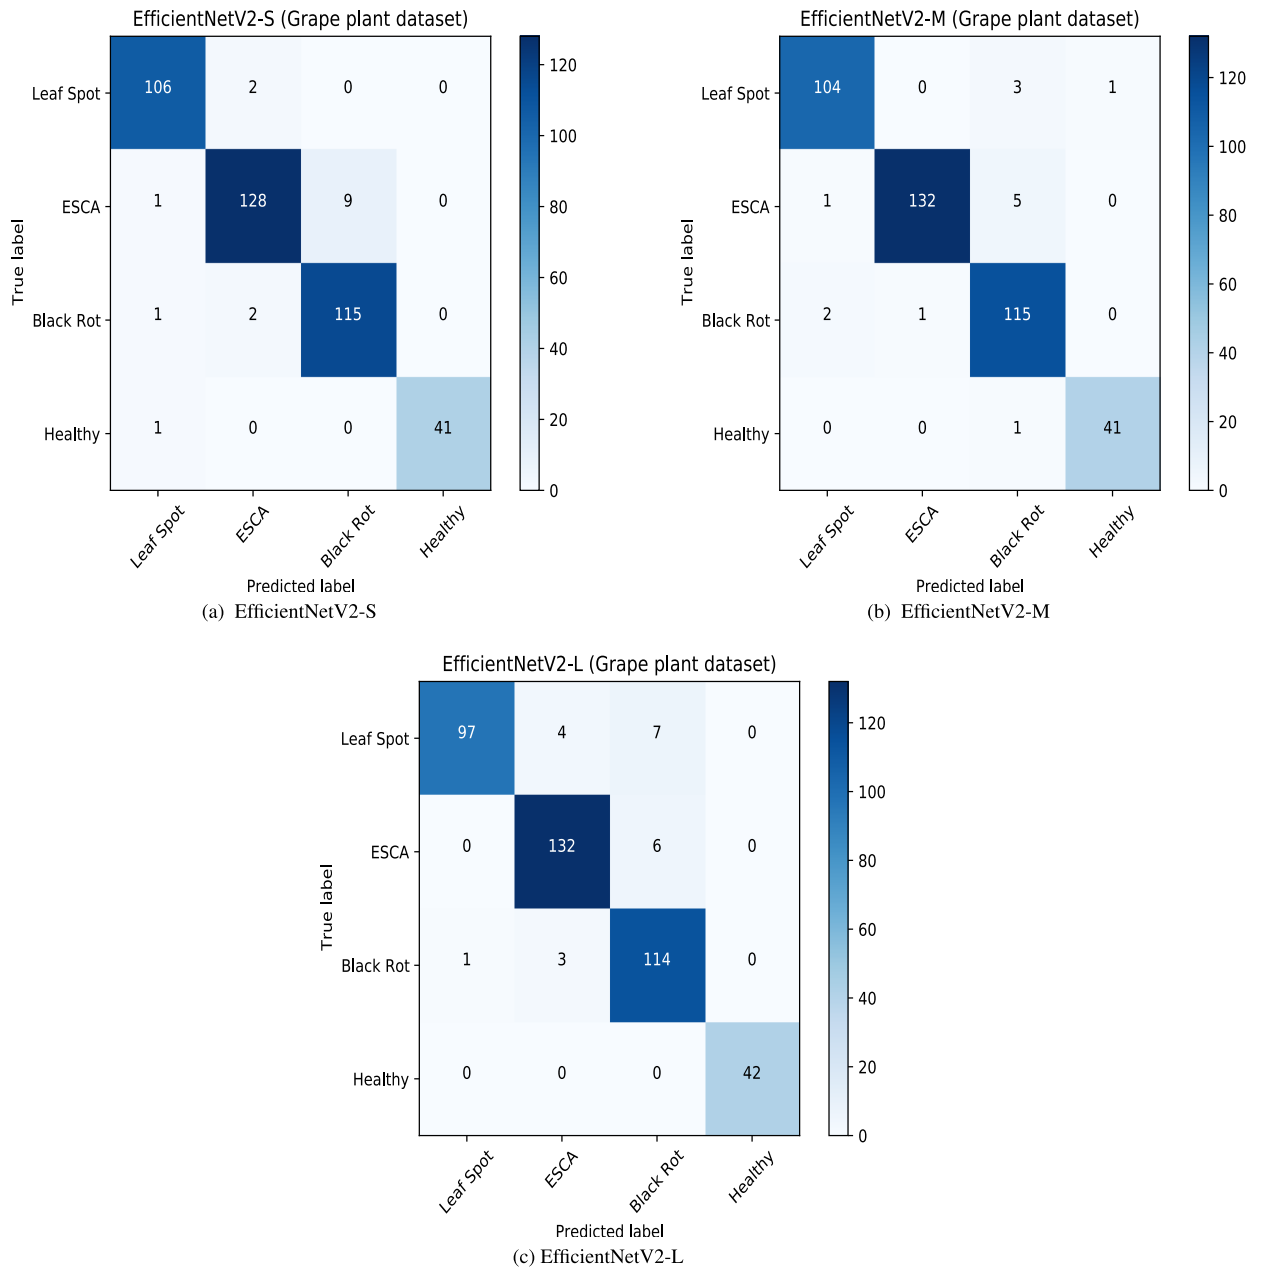 EfficientNetV2-S (Grape plant dataset)
Leaf Spot 106 2 0 0
ESCA 1 128 9 0
Black Rot 1 2 115 0
Healthy 1 0 0 41
True label
Leaf Spot ESCA Black Rot Healthy
Predicted label
120
100
80
60
40
20
0
(a) EfficientNetV2-S
EfficientNetV2-M (Grape plant dataset)
Leaf Spot 104 0 3 1
ESCA 1 132 5 0
Black Rot 2 1 115 0
Healthy 0 0 1 41
True label
Leaf Spot ESCA Black Rot Healthy
Predicted label
120
100
80
60
40
20
0
(b) EfficientNetV2-M
EfficientNetV2-L (Grape plant dataset)
Leaf Spot 97 4 7 0
ESCA 0 132 6 0
Black Rot 1 3 114 0
Healthy 0 0 0 42
True label
Leaf Spot ESCA Black Rot Healthy
Predicted label
120
100
80
60
40
20
0
(c) EfficientNetV2-L